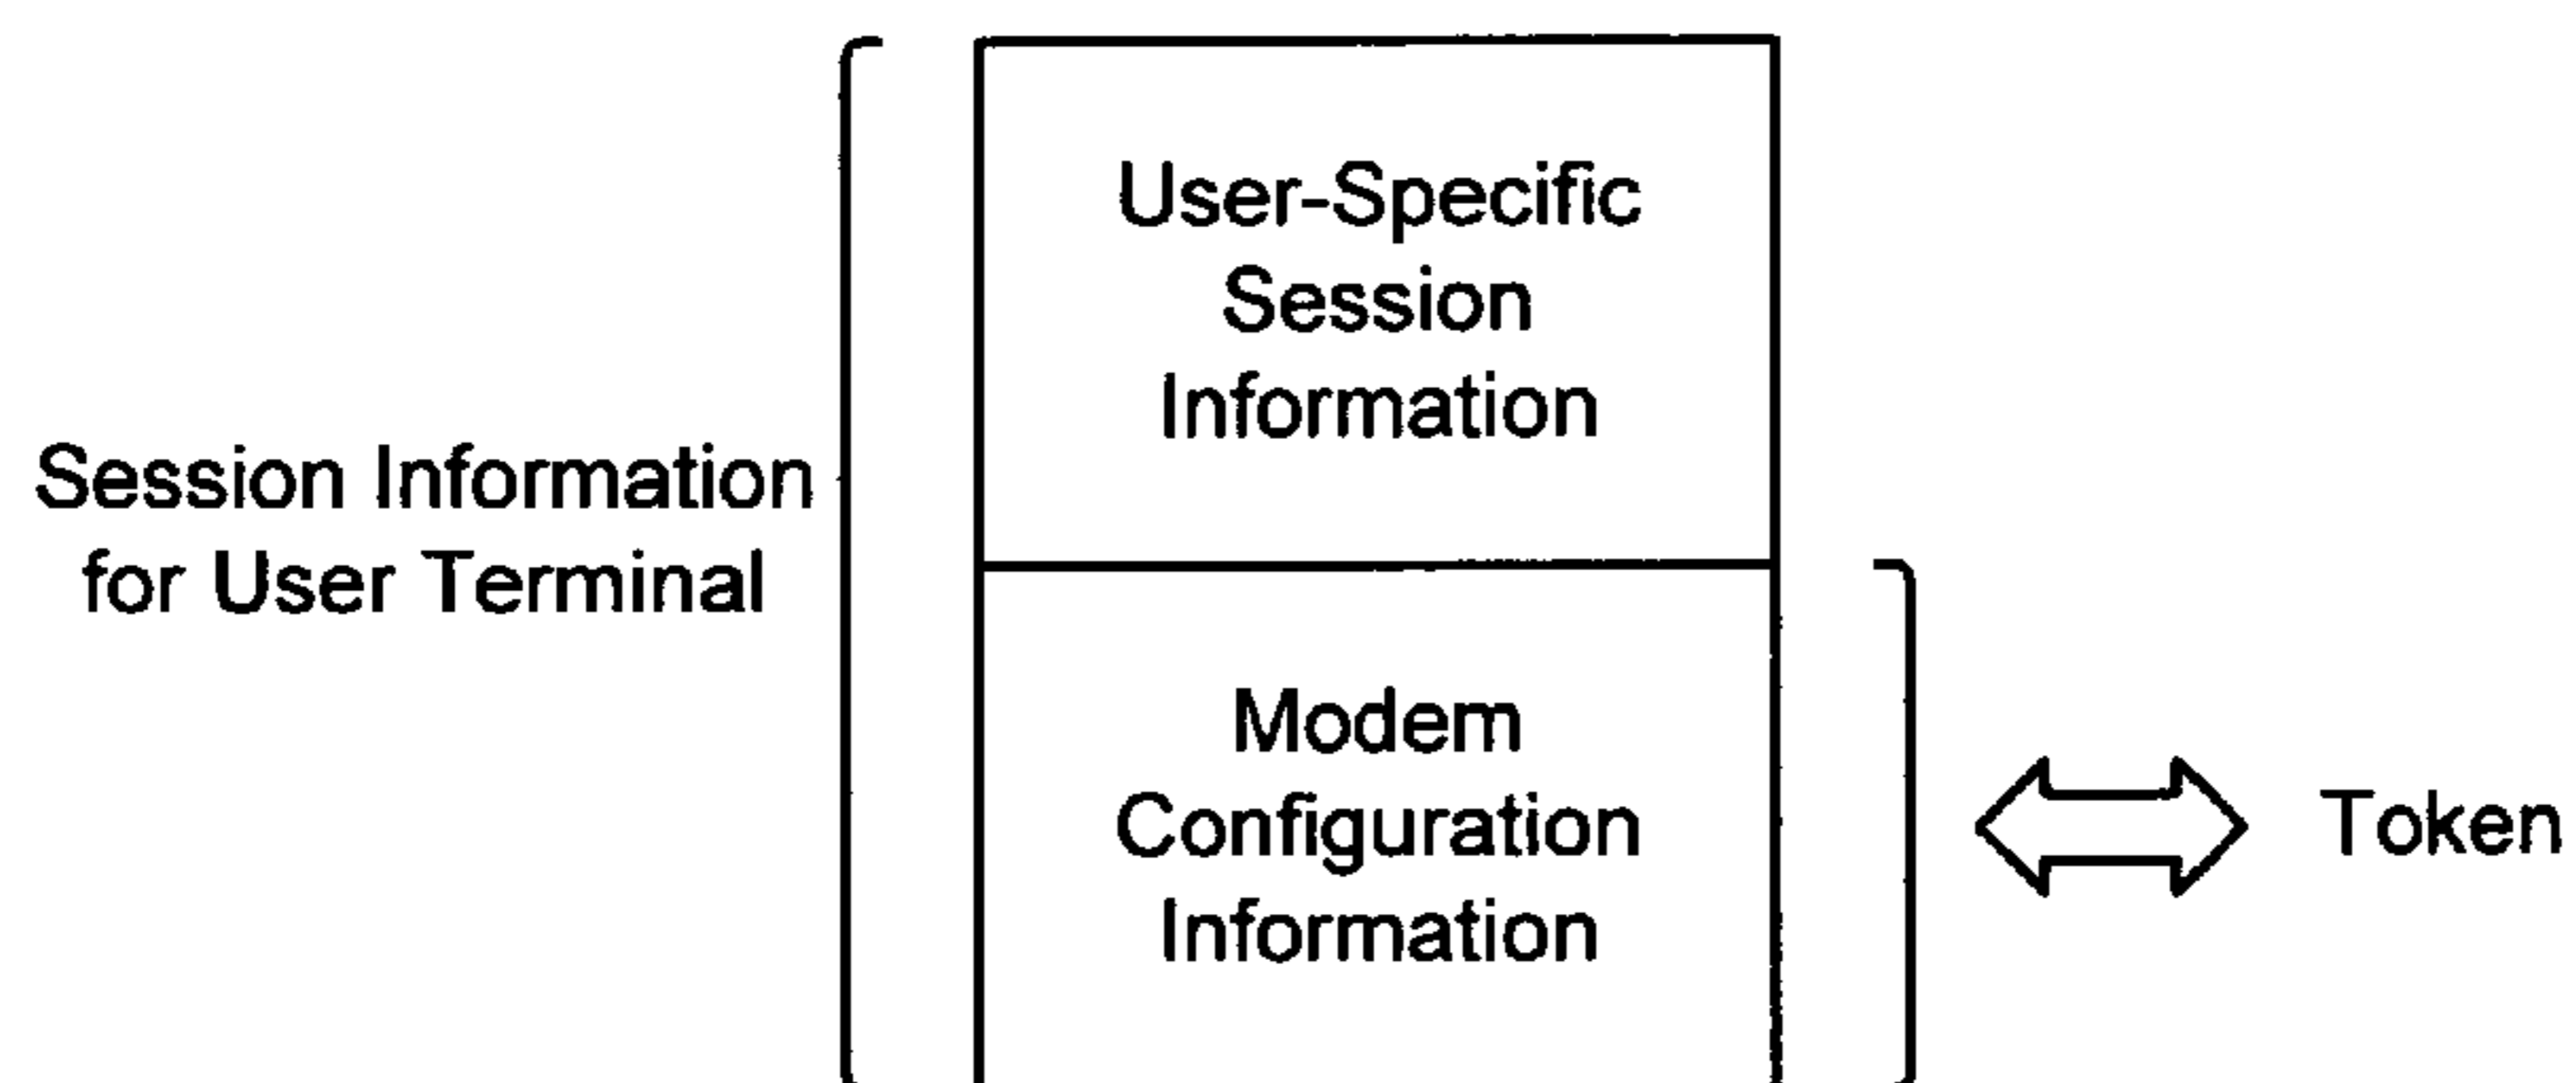 User-Specific
Session
Information
Session Information
for User Terminal
Modem
Configuration
Information
Token